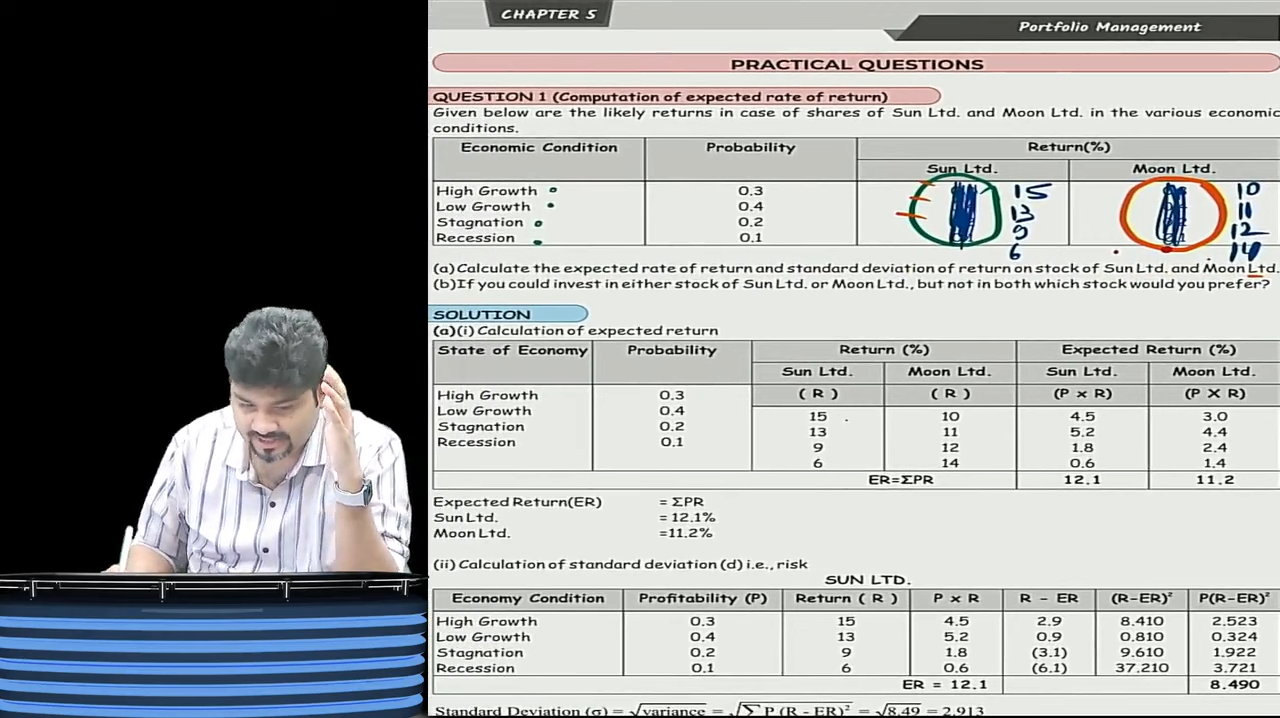 CHAPTER 5
Portfolio Management
PRACTICAL QUESTIONS
QUESTION 1 (Computation of expected rate of return)
Given below are the likely returns in case of shares of Sun Ltd. and Moon Ltd. in the various economic
conditions.
Economic Condition Probability Return(%)
Sun Ltd. Moon Ltd.
High Growth 0.3 15 10
Low Growth 0.4 13 11
Stagnation 0.2 9 12
Recession 0.1 6 14
(a) Calculate the expected rate of return and standard deviation of return on stock of Sun Ltd. and Moon Ltd.
(b)If you could invest in either stock of Sun Ltd. or Moon Ltd., but not in both which stock would you prefer?
SOLUTION
(a)(i) Calculation of expected return
State of Economy Probability Return (%) Expected Return (%)
Sun Ltd. Moon Ltd. Sun Ltd. Moon Ltd.
( R ) ( R ) (P x R) (P X R)
High Growth 0.3 15 10 4.5 3.0
Low Growth 0.4 13 11 5.2 4.4
Stagnation 0.2 9 12 1.8 2.4
Recession 0.1 6 14 0.6 1.4
ER=ΣPR 12.1 11.2
Expected Return(ER) = ΣPR
Sun Ltd. = 12.1%
Moon Ltd. =11.2%
(ii) Calculation of standard deviation (d) i.e., risk
SUN LTD.
Economy Condition Profitability (P) Return ( R ) P x R R - ER (R-ER)² P(R-ER)²
High Growth 0.3 15 4.5 2.9 8.410 2.523
Low Growth 0.4 13 5.2 0.9 0.810 0.324
Stagnation 0.2 9 1.8 (3.1) 9.610 1.922
Recession 0.1 6 0.6 (6.1) 37.210 3.721
ER = 12.1 8.490
Standard Deviation (σ) = √variance = √∑ P (R - ER)² = √8.49 = 2.913